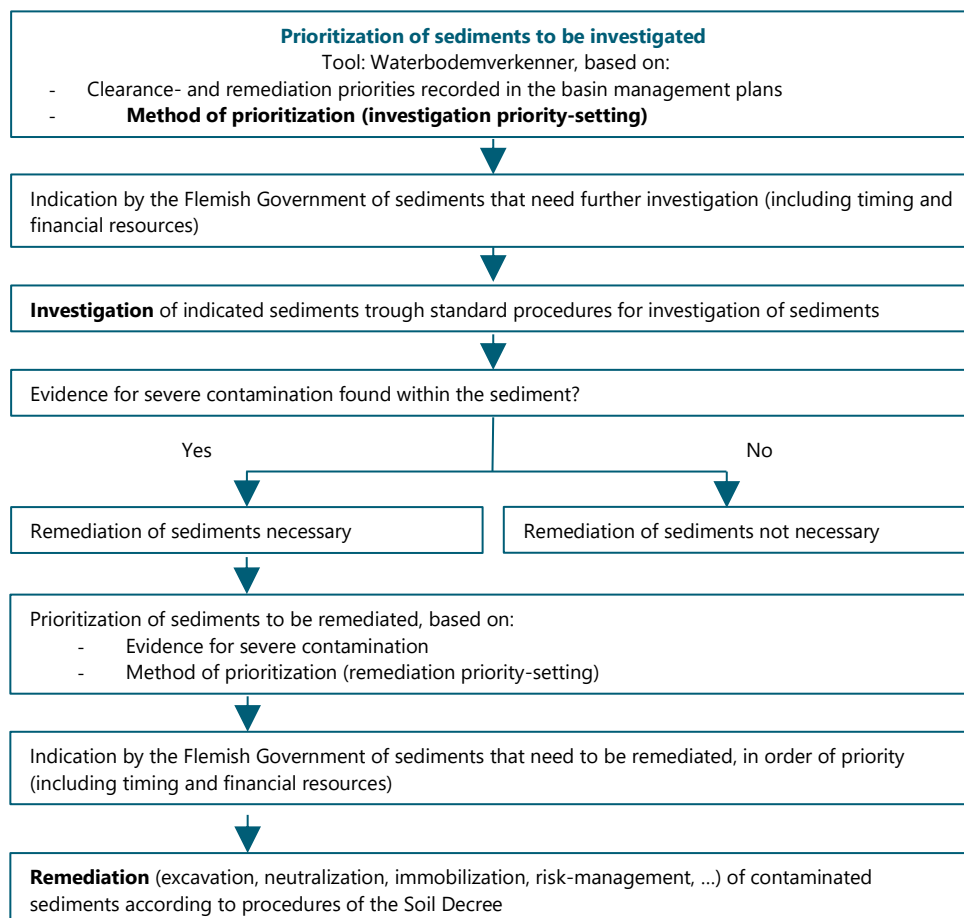 Prioritization of sediments to be investigated
Tool: Waterbodemverkenner, based on:
- Clearance- and remediation priorities recorded in the basin management plans
- Method of prioritization (investigation priority-setting)
Indication by the Flemish Government of sediments that need further investigation (including timing and
financial resources)
Investigation of indicated sediments trough standard procedures for investigation of sediments
Evidence for severe contamination found within the sediment?
Yes
No
Remediation of sediments necessary
Remediation of sediments not necessary
Prioritization of sediments to be remediated, based on:
- Evidence for severe contamination
- Method of prioritization (remediation priority-setting)
Indication by the Flemish Government of sediments that need to be remediated, in order of priority
(including timing and financial resources)
Remediation (excavation, neutralization, immobilization, risk-management, ...) of contaminated
sediments according to procedures of the Soil Decree